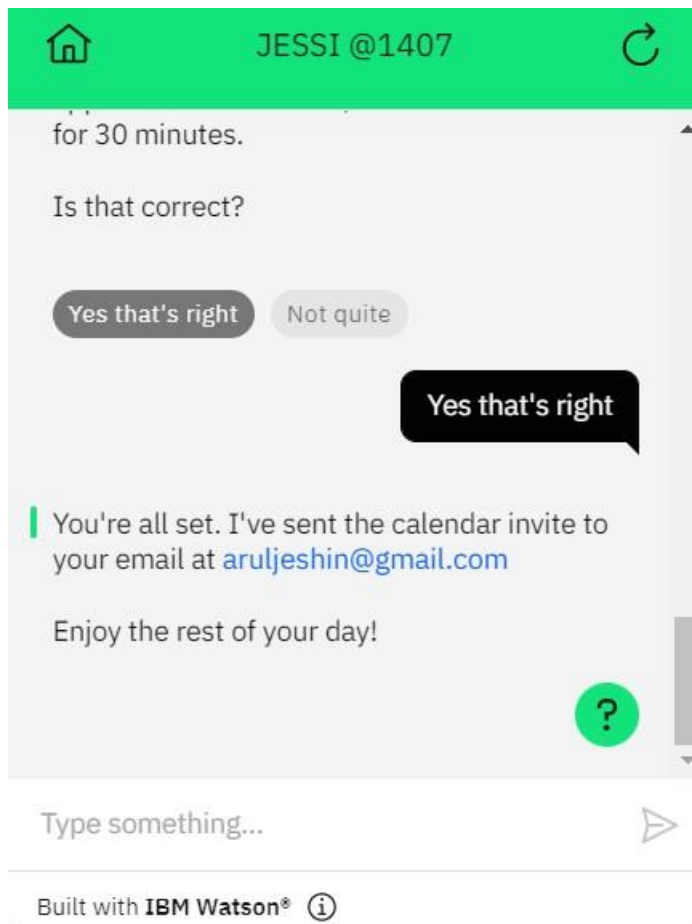 JESSI @1407
for 30 minutes.
Is that correct?
Yes that's right
Not quite
Yes that's right
You're all set. I've sent the calendar invite to
your email at aruljeshin@gmail.com
Enjoy the rest of your day!
?
Type something...
Built with IBM Watson®